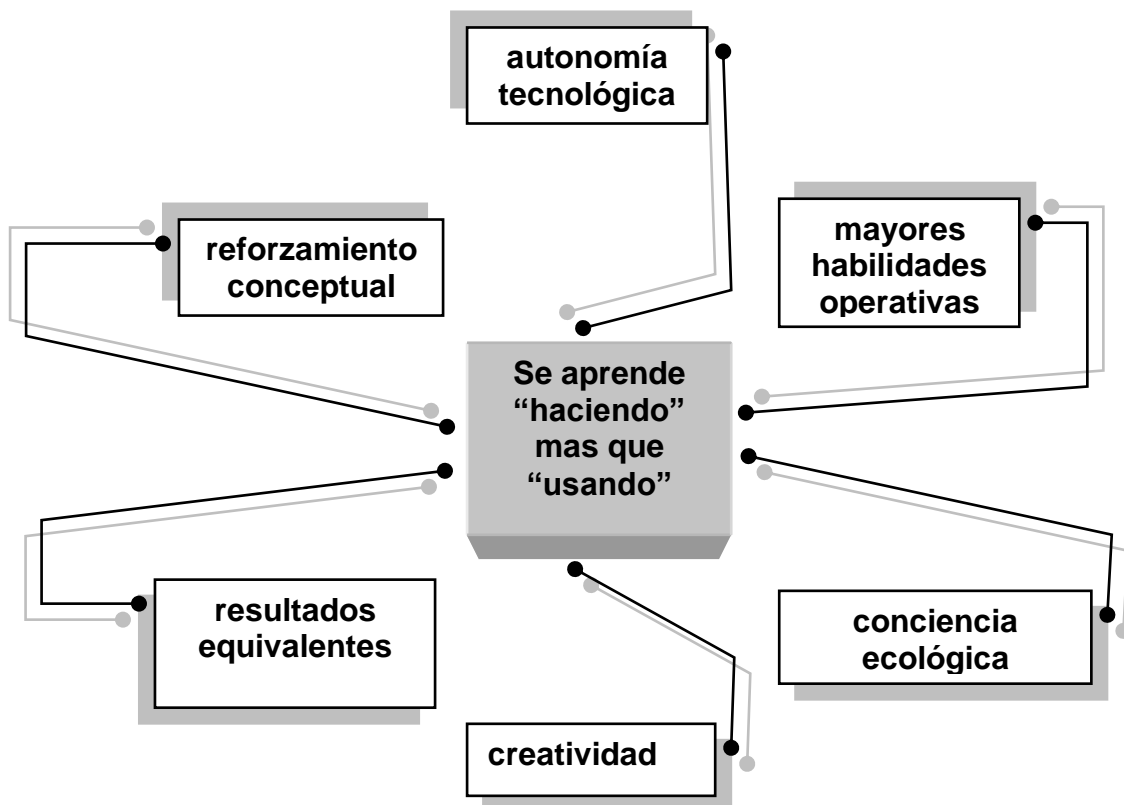 autonomía
tecnológica
reforzamiento
conceptual
mayores
habilidades
operativas
Se aprende
“haciendo”
mas que
“usando”
resultados
equivalentes
conciencia
ecológica
creatividad